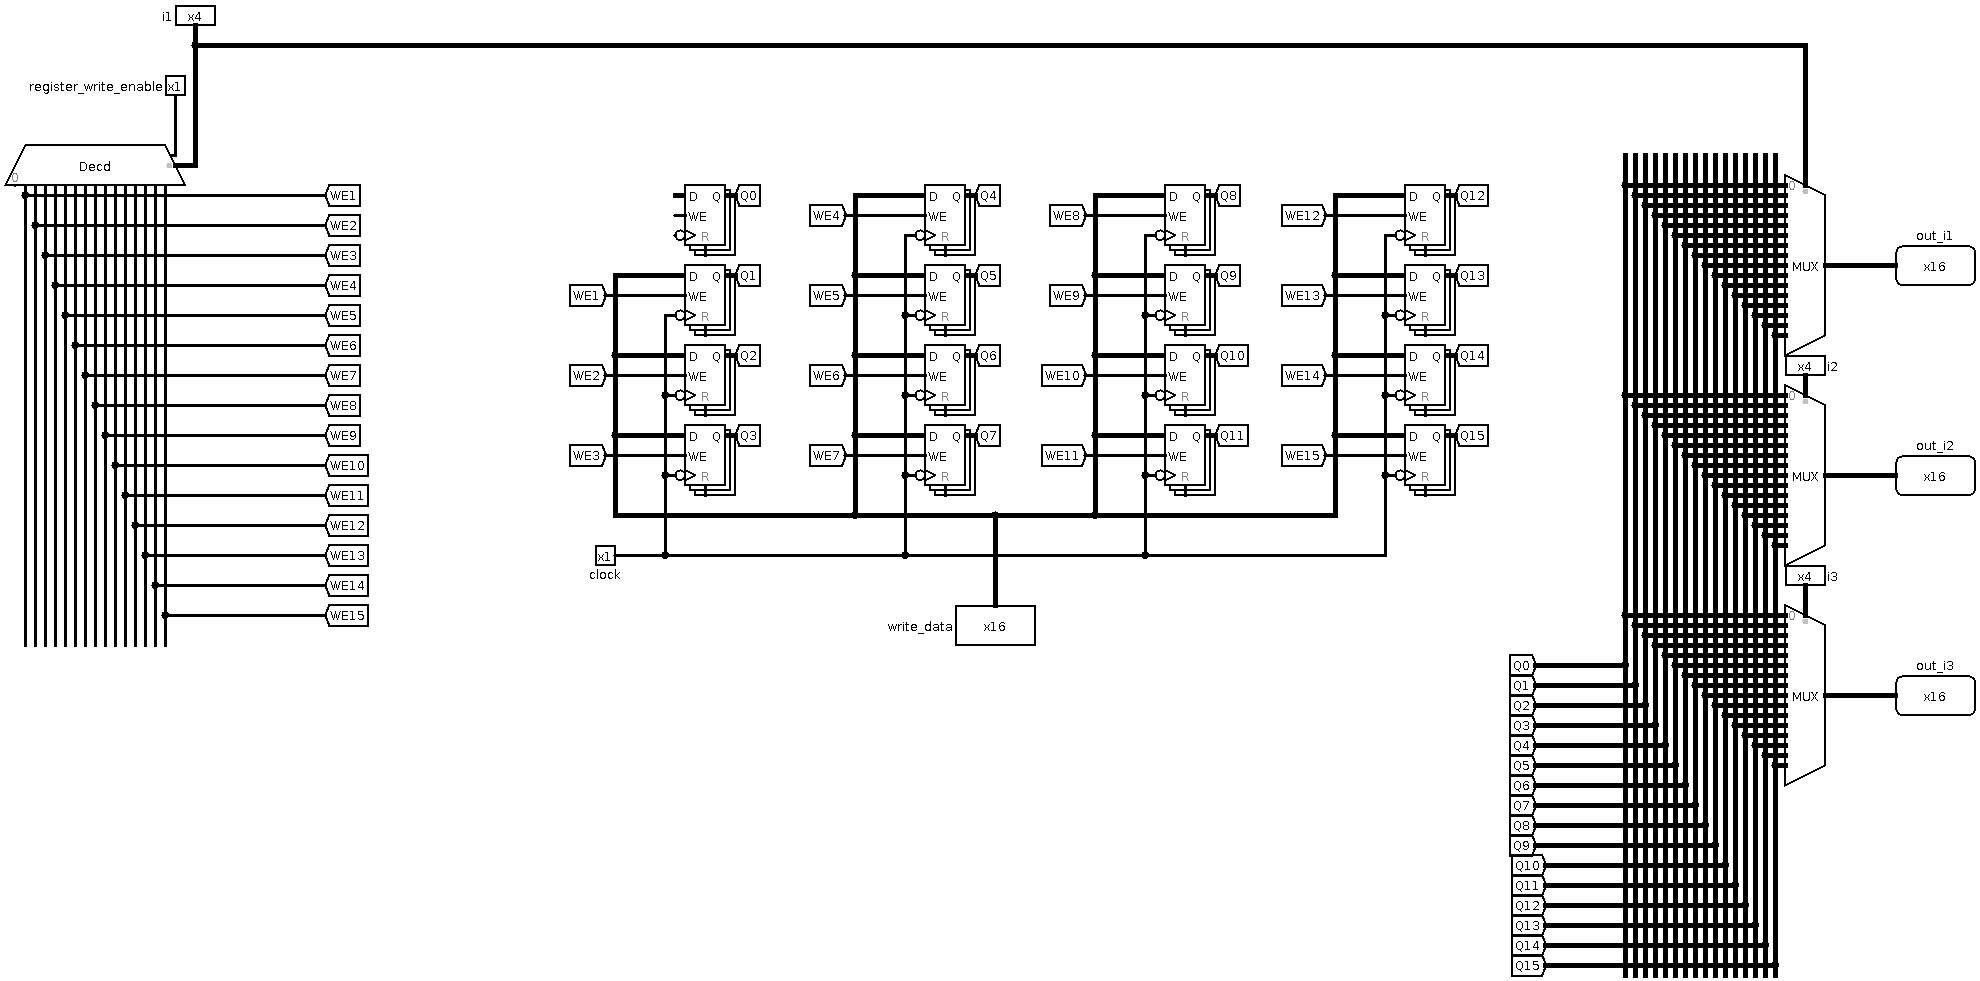 i1 x4
register_write_enable x1
Decd
0
WE1
WE2
WE3
WE4
WE5
WE6
WE7
WE8
WE9
WE10
WE11
WE12
WE13
WE14
WE15
D Q Q0
WE
R
D Q Q1
WE1 WE
R
D Q Q2
WE2 WE
R
D Q Q3
WE3 WE
R
D Q Q4
WE4 WE
R
D Q Q5
WE5 WE
R
D Q Q6
WE6 WE
R
D Q Q7
WE7 WE
R
D Q Q8
WE8 WE
R
D Q Q9
WE9 WE
R
D Q Q10
WE10 WE
R
D Q Q11
WE11 WE
R
D Q Q12
WE12 WE
R
D Q Q13
WE13 WE
R
D Q Q14
WE14 WE
R
D Q Q15
WE15 WE
R
x1
clock
write_data x16
0
MUX
out_i1
x16
x4 i2
0
MUX
out_i2
x16
x4 i3
0
MUX
out_i3
x16
Q0
Q1
Q2
Q3
Q4
Q5
Q6
Q7
Q8
Q9
Q10
Q11
Q12
Q13
Q14
Q15